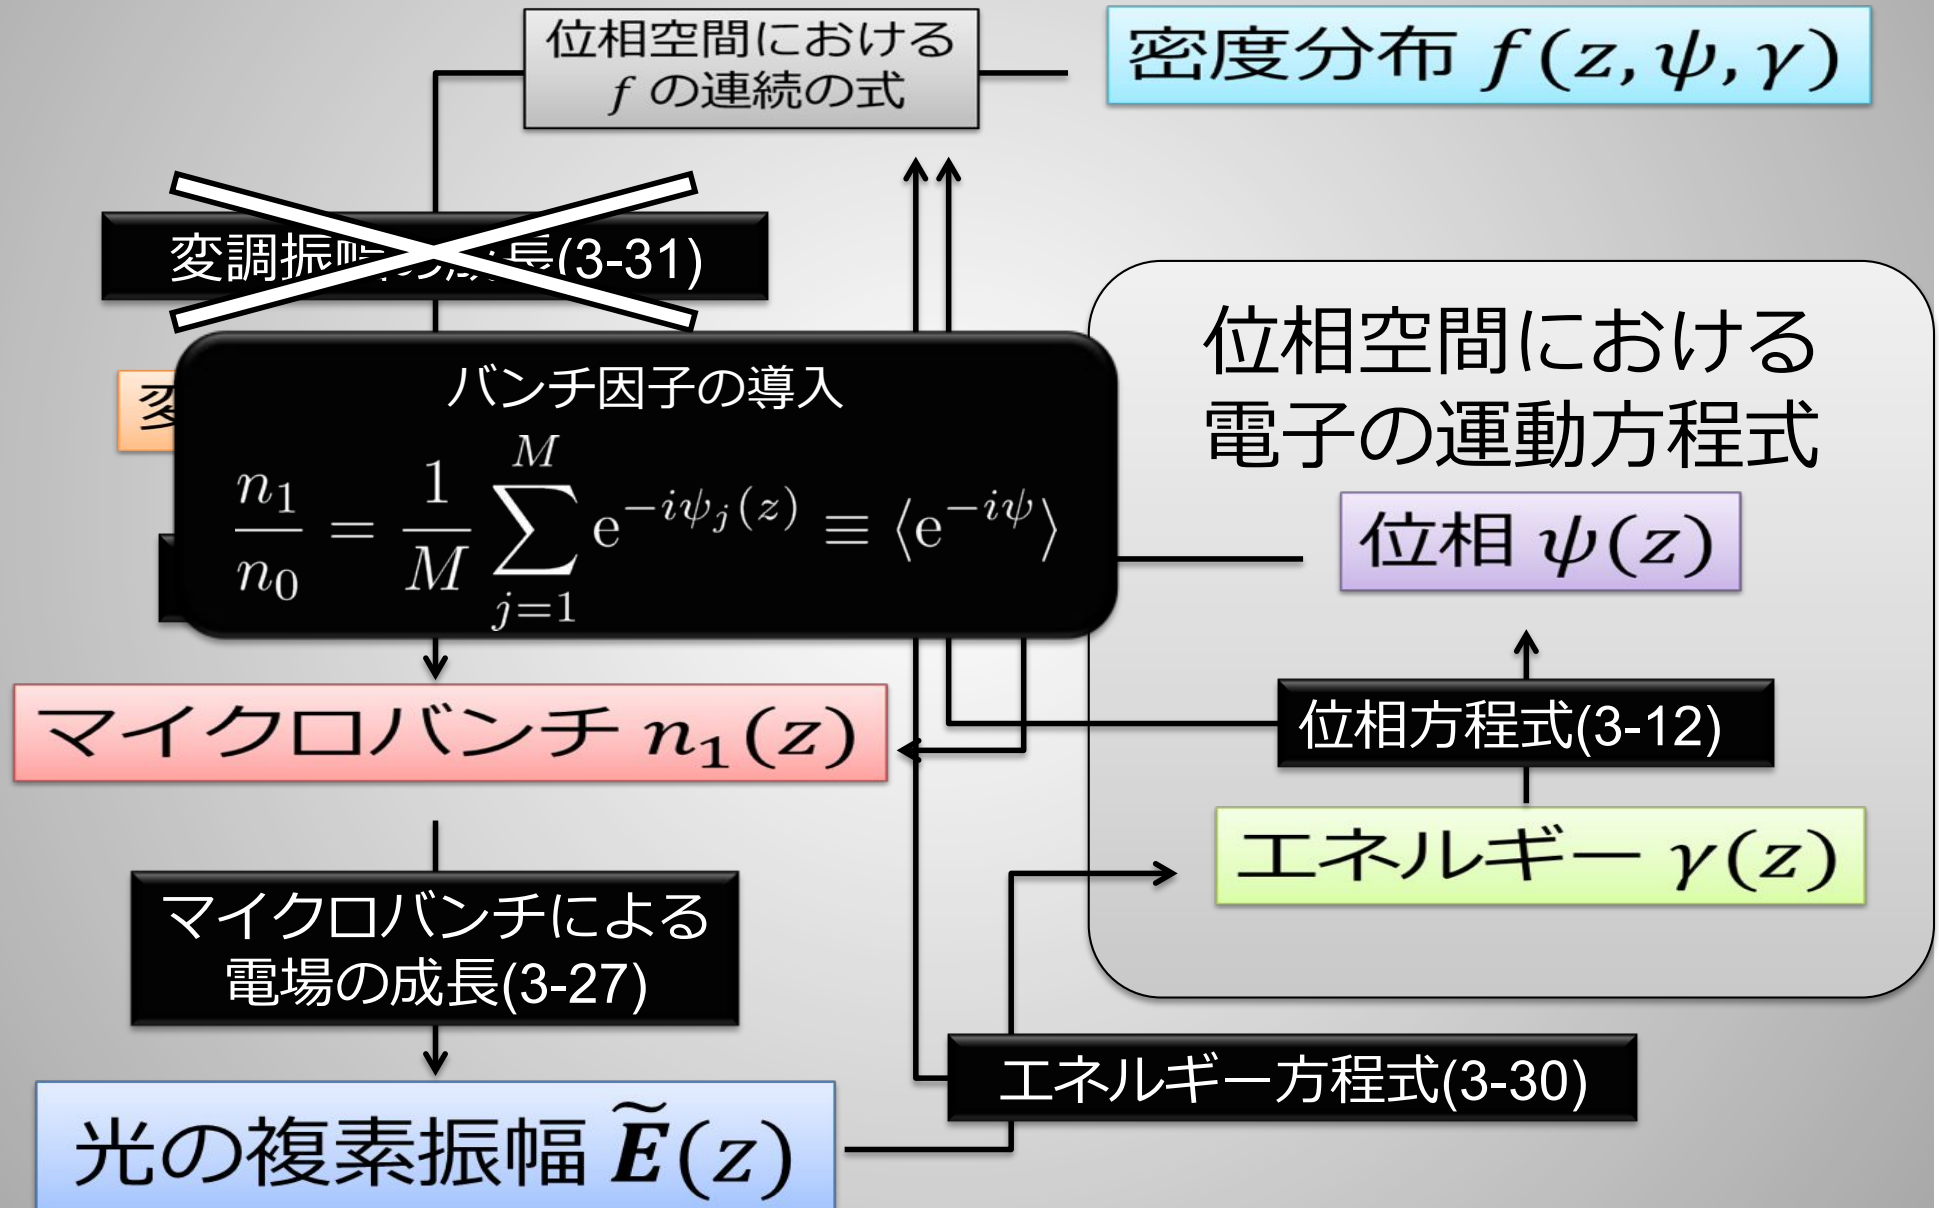 位相空間における
f の連続の式
密度分布 f(z, ψ, γ)
変調振幅の成長(3-31)
バンチ因子の導入
\frac{n_1}{n_0} = \frac{1}{M} \sum_{j=1}^{M} e^{-iψ_j(z)} ≡ ⟨e^{-iψ}⟩
位相空間における
電子の運動方程式
位相 ψ(z)
位相方程式(3-12)
エネルギー γ(z)
マイクロバンチ n₁(z)
マイクロバンチによる
電場の成長(3-27)
エネルギー方程式(3-30)
光の複素振幅 Ẽ(z)